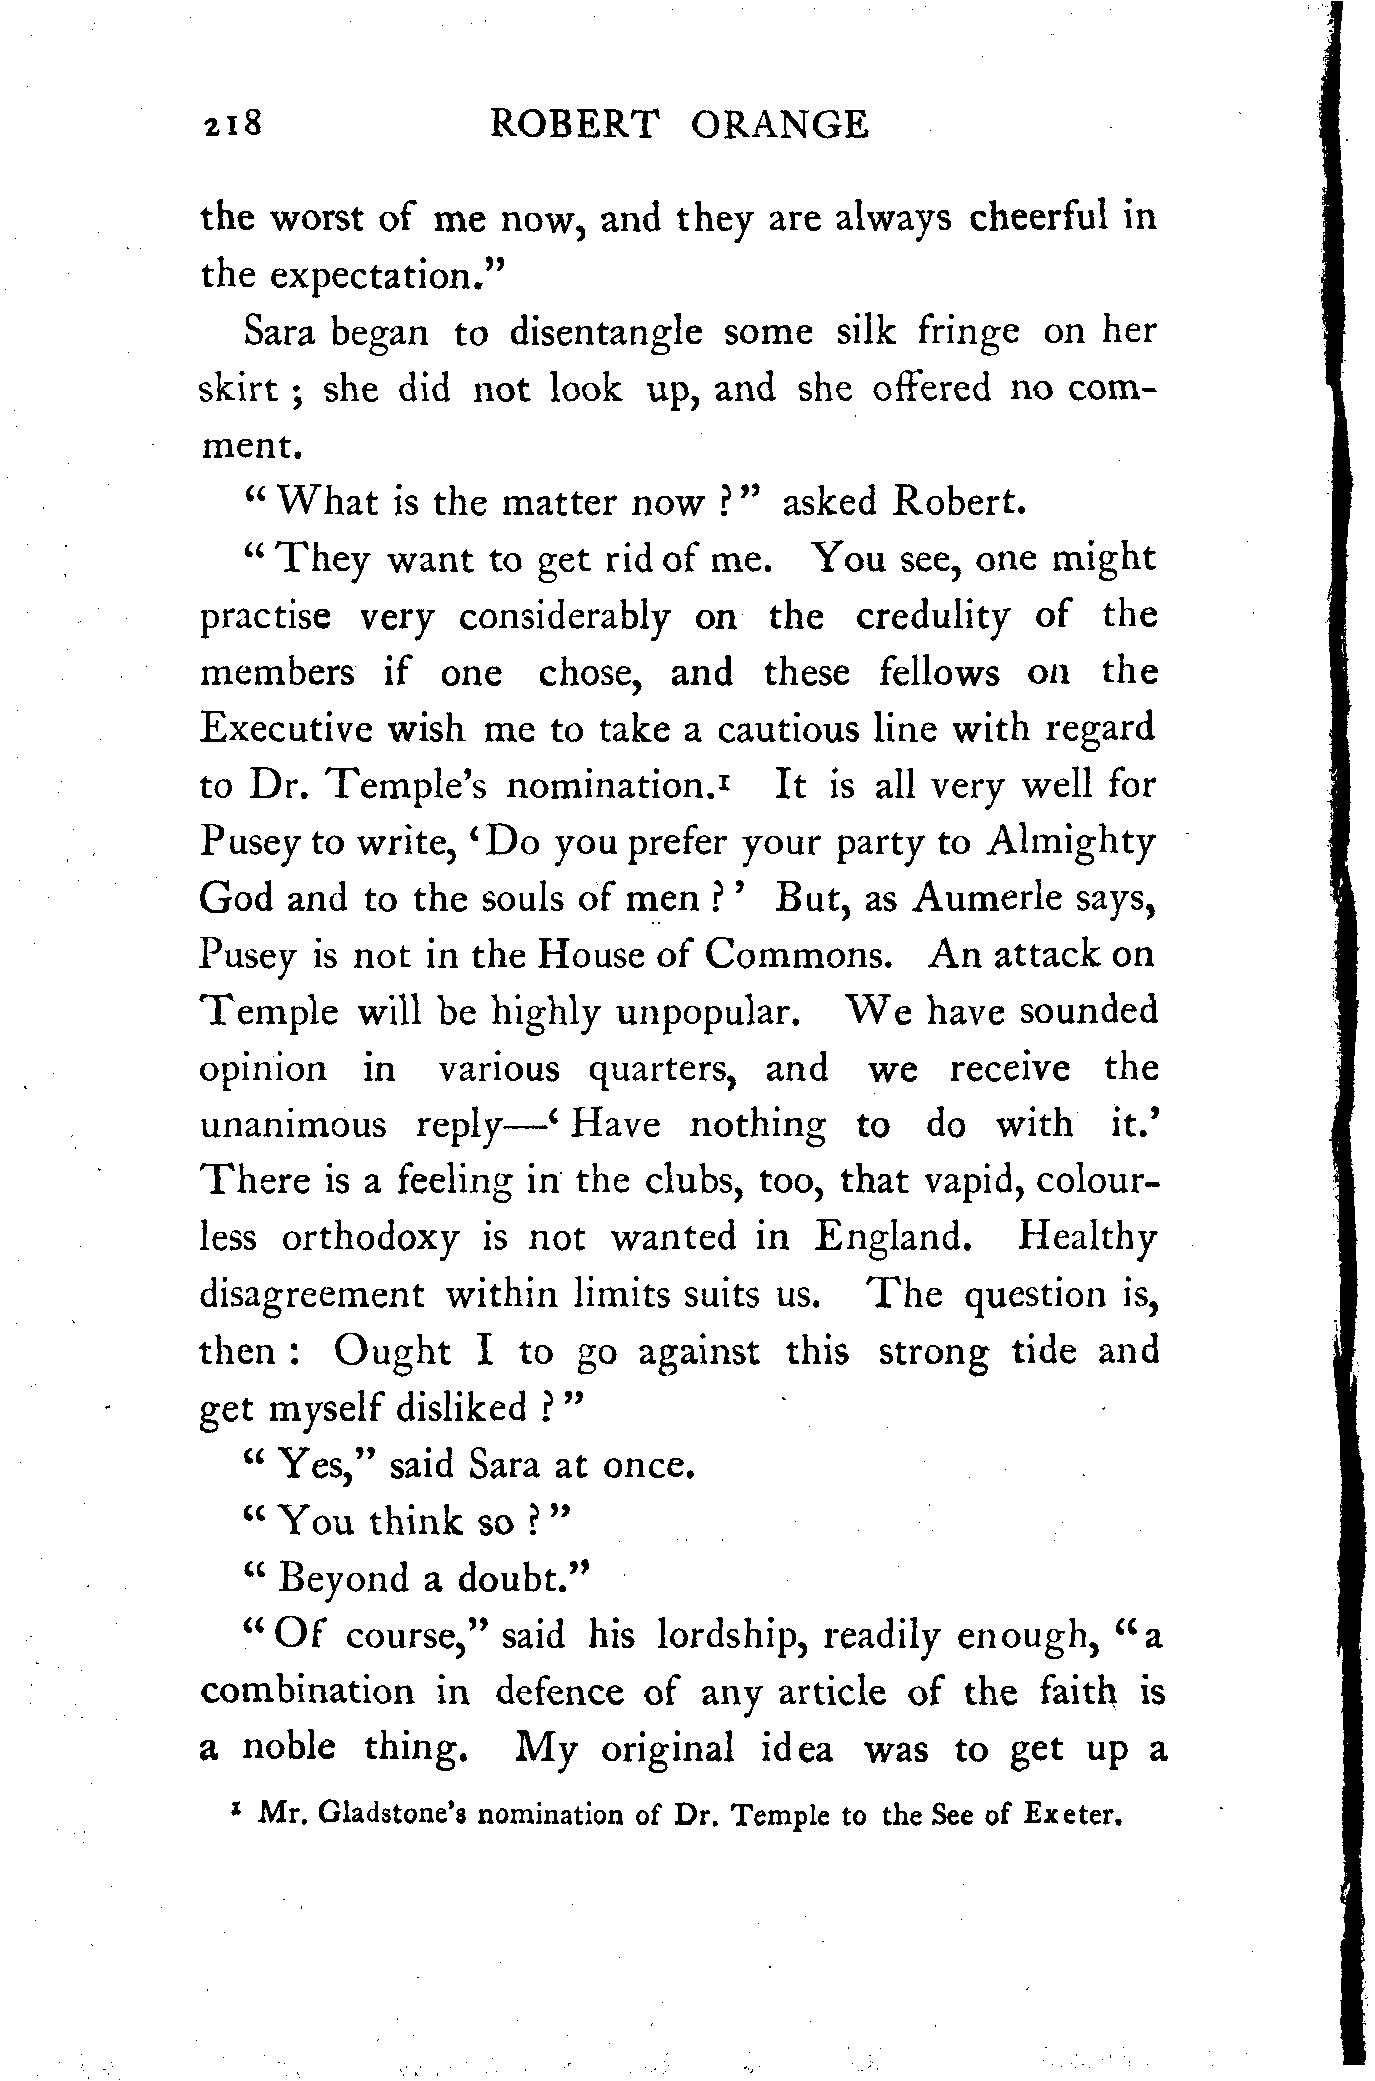 218 ROBERT ORANGE
the worst of me now, and they are always cheerful in
the expectation.”
Sara began to disentangle some silk fringe on her
skirt ; she did not look up, and she offered no com-
ment.
“ What is the matter now ? ” asked Robert.
“ They want to get rid of me. You see, one might
practise very considerably on the credulity of the
members if one chose, and these fellows on the
Executive wish me to take a cautious line with regard
to Dr. Temple’s nomination.¹ It is all very well for
Pusey to write, ‘ Do you prefer your party to Almighty
God and to the souls of men ? ’ But, as Aumerle says,
Pusey is not in the House of Commons. An attack on
Temple will be highly unpopular. We have sounded
opinion in various quarters, and we receive the
unanimous reply—‘ Have nothing to do with it.’
There is a feeling in the clubs, too, that vapid, colour-
less orthodoxy is not wanted in England. Healthy
disagreement within limits suits us. The question is,
then : Ought I to go against this strong tide and
get myself disliked ? ”
“ Yes,” said Sara at once.
“ You think so ? ”
“ Beyond a doubt.”
“ Of course,” said his lordship, readily enough, “ a
combination in defence of any article of the faith is
a noble thing. My original idea was to get up a
¹ Mr. Gladstone’s nomination of Dr. Temple to the See of Exeter.